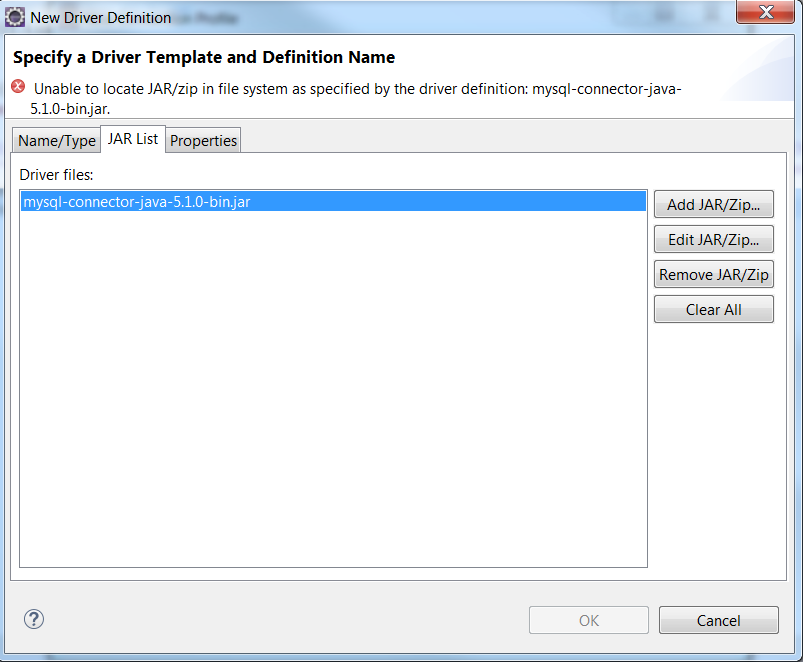 New Driver Definition
Specify a Driver Template and Definition Name
Unable to locate JAR/zip in file system as specified by the driver definition: mysql-connector-java-
5.1.0-bin.jar.
Name/Type JAR List Properties
Driver files:
mysql-connector-java-5.1.0-bin.jar
Add JAR/Zip...
Edit JAR/Zip...
Remove JAR/Zip
Clear All
?
OK Cancel